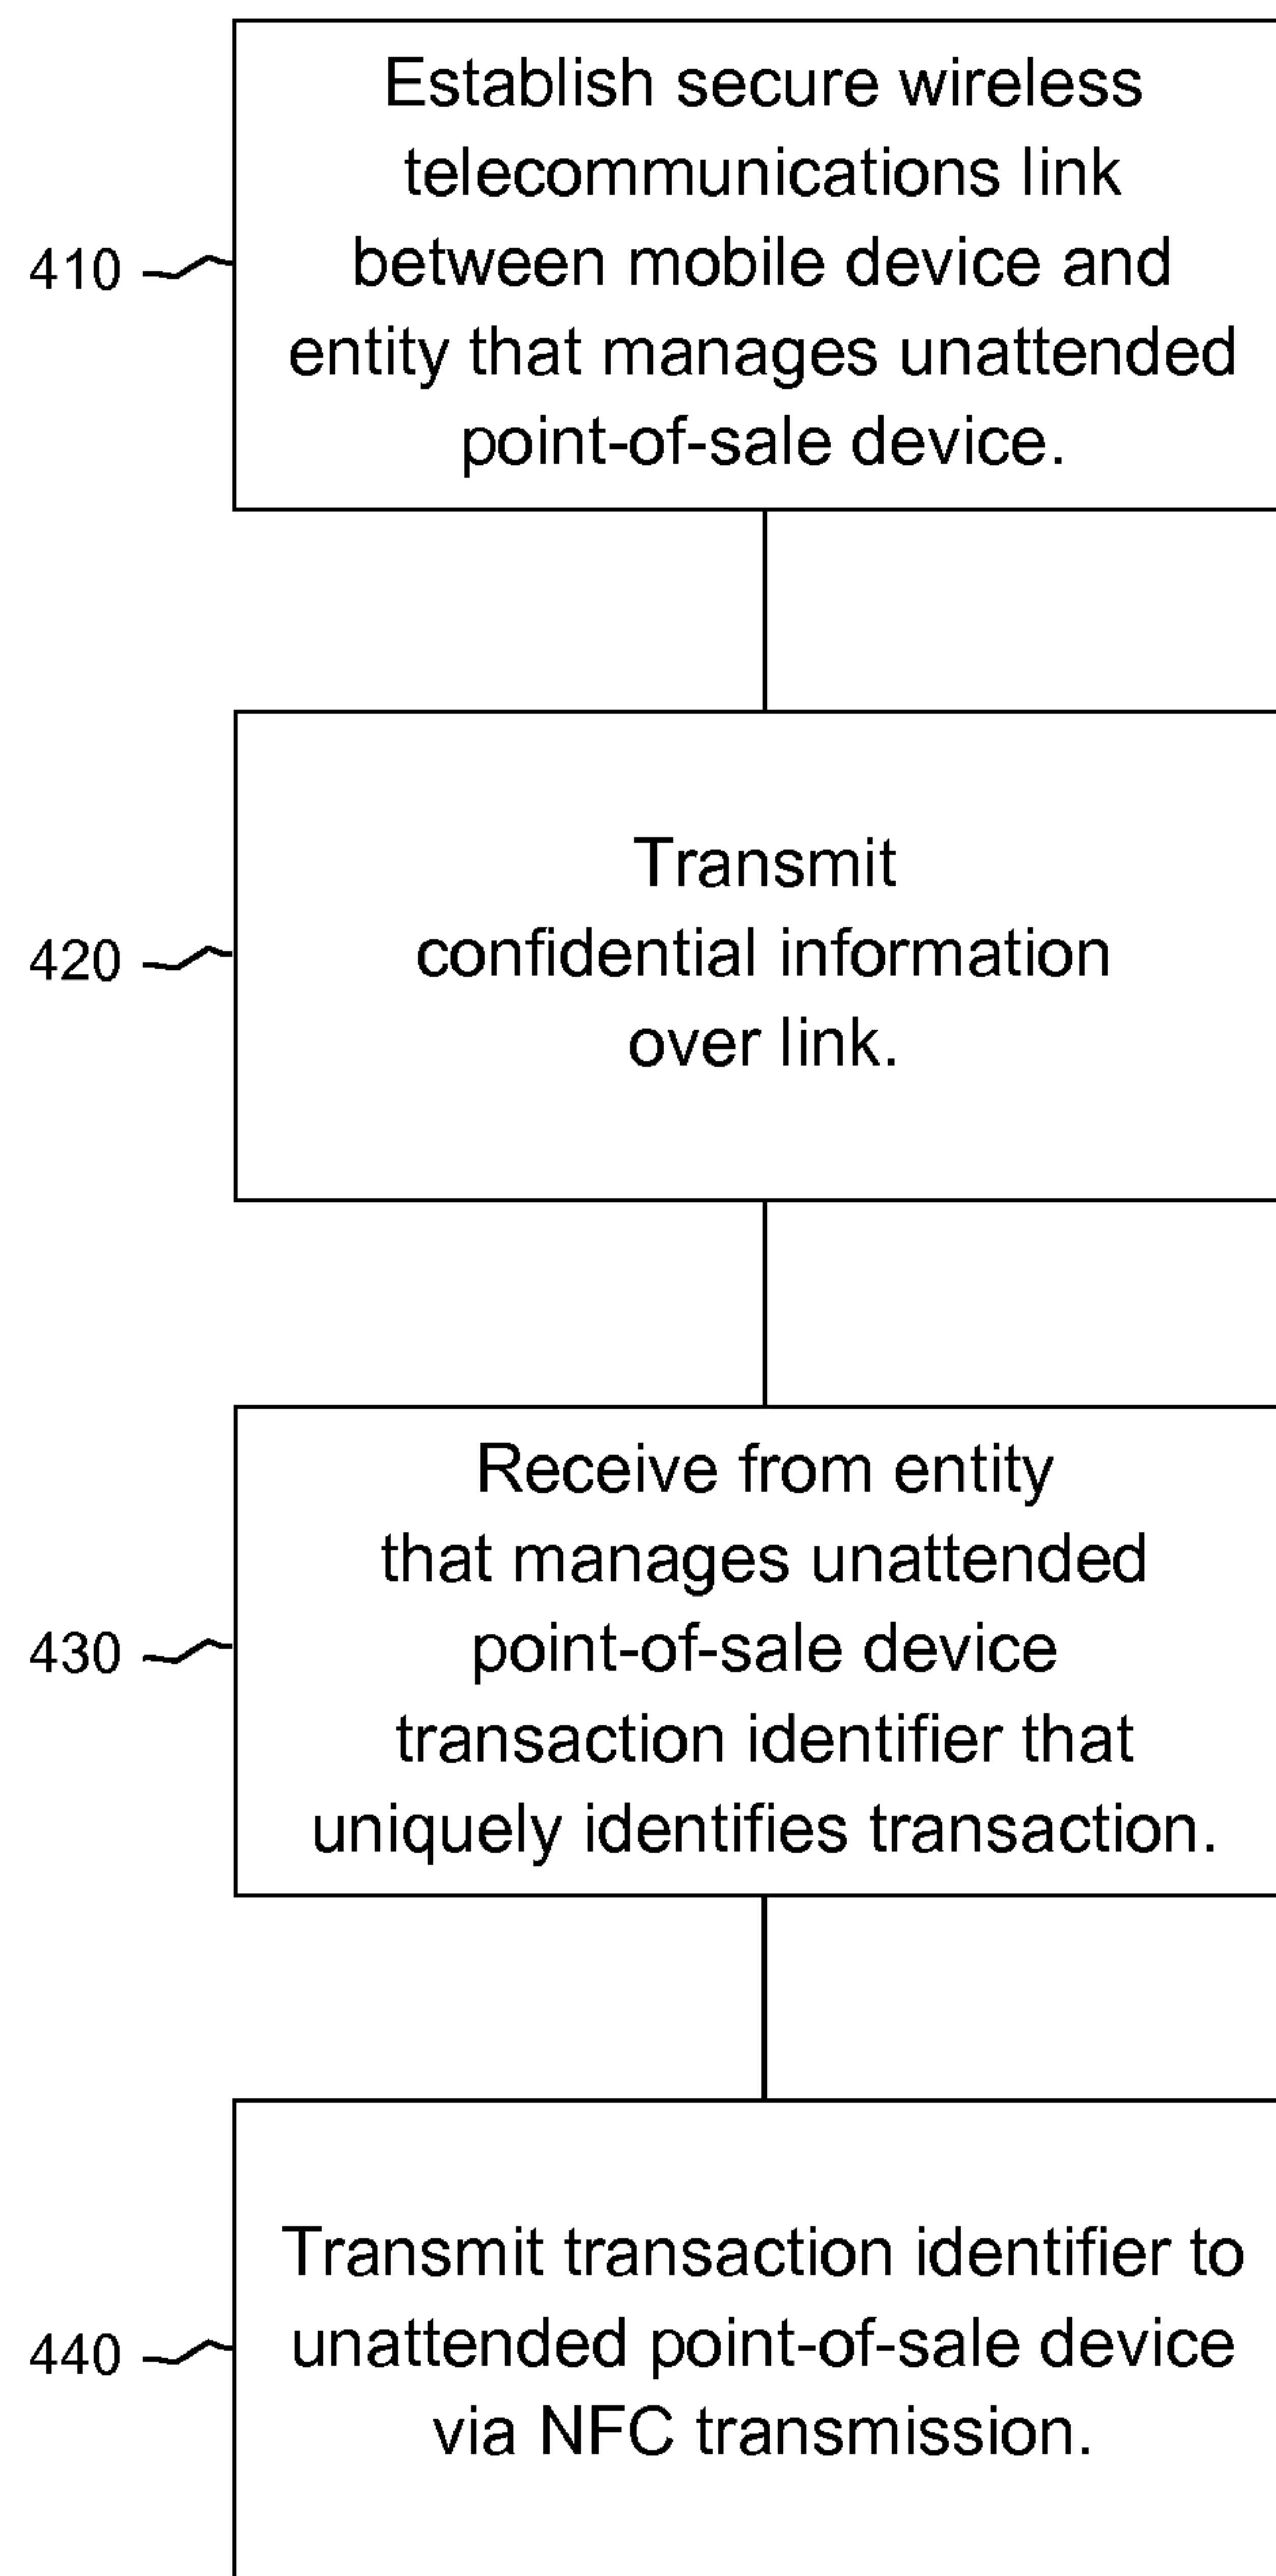 Establish secure wireless
telecommunications link
between mobile device and
entity that manages unattended
point-of-sale device.
410
Transmit
confidential information
over link.
420
Receive from entity
that manages unattended
point-of-sale device
transaction identifier that
uniquely identifies transaction.
430
Transmit transaction identifier to
unattended point-of-sale device
via NFC transmission.
440